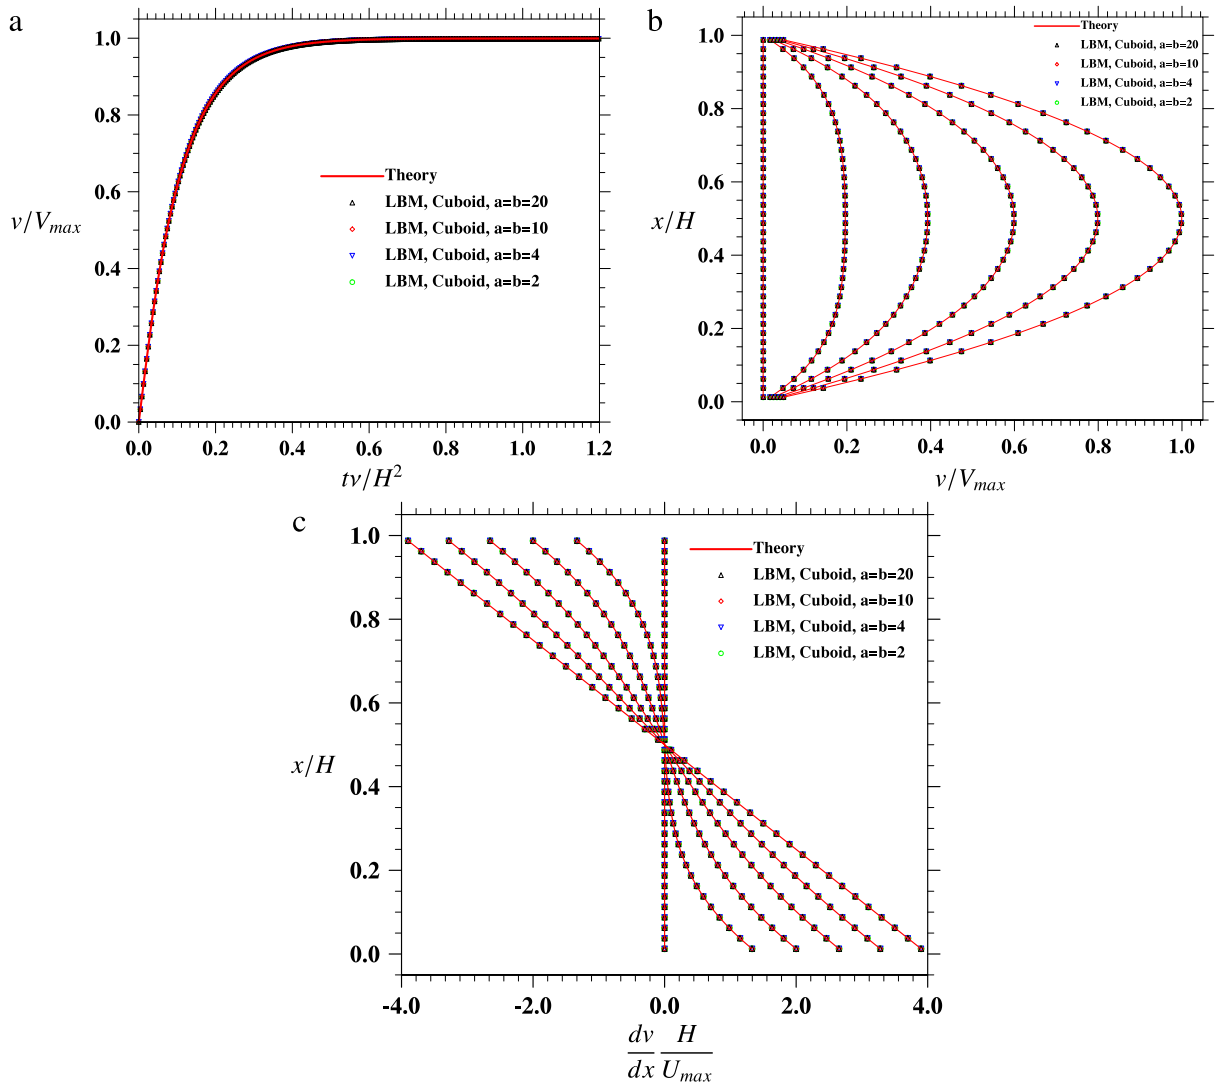 a
1.0
0.8
0.6
0.4
0.2
0.0
v/V_max
Theory
LBM, Cuboid, a=b=20
LBM, Cuboid, a=b=10
LBM, Cuboid, a=b=4
LBM, Cuboid, a=b=2
0.0 0.2 0.4 0.6 0.8 1.0 1.2
tν/H²
b
1.0
0.8
0.6
0.4
0.2
0.0
x/H
Theory
LBM, Cuboid, a=b=20
LBM, Cuboid, a=b=10
LBM, Cuboid, a=b=4
LBM, Cuboid, a=b=2
0.0 0.2 0.4 0.6 0.8 1.0
v/V_max
c
1.0
0.8
0.6
0.4
0.2
0.0
x/H
Theory
LBM, Cuboid, a=b=20
LBM, Cuboid, a=b=10
LBM, Cuboid, a=b=4
LBM, Cuboid, a=b=2
-4.0 -2.0 0.0 2.0 4.0
dv H
dx U_max